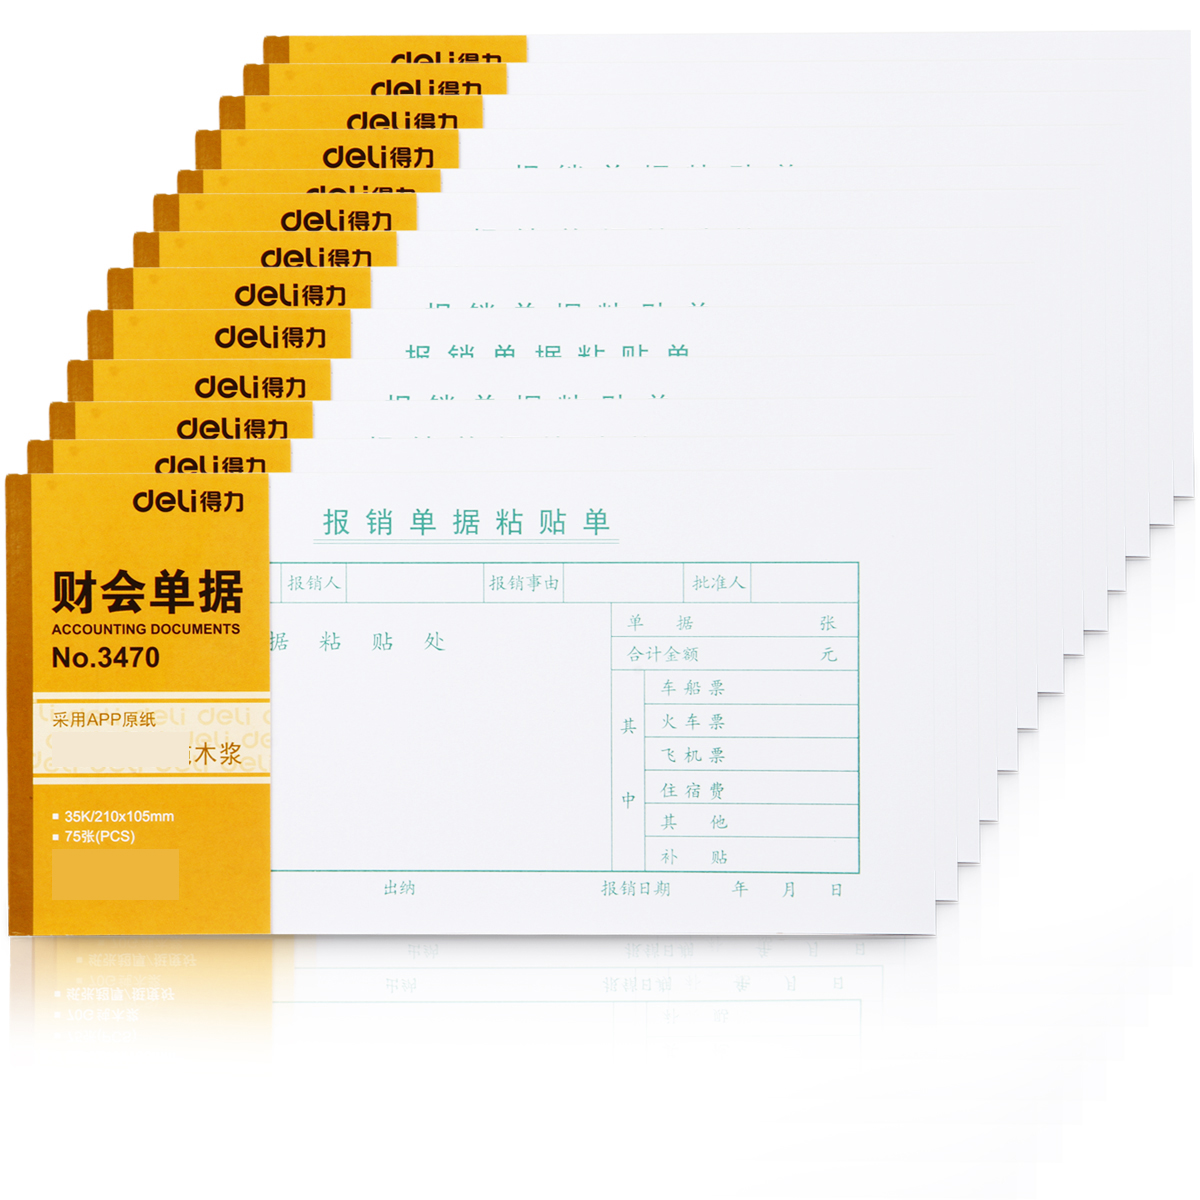 deli得力
deli得力
deli得力
deli得力
deli得力
deli得力
deli得力
deli得力
deli得力
报销单据粘贴单
deli得力
deli得力
deli得力
deli得力
报销单据粘贴单
财会单据
ACCOUNTING DOCUMENTS
No.3470
采用APP原纸
木浆
35K/210x105mm
75张(PCS)
报销人 报销事由 批准人
据粘贴处
单据 张
合计金额 元
其中
车船票
火车票
飞机票
住宿费
其他
补贴
出纳 报销日期 年 月 日